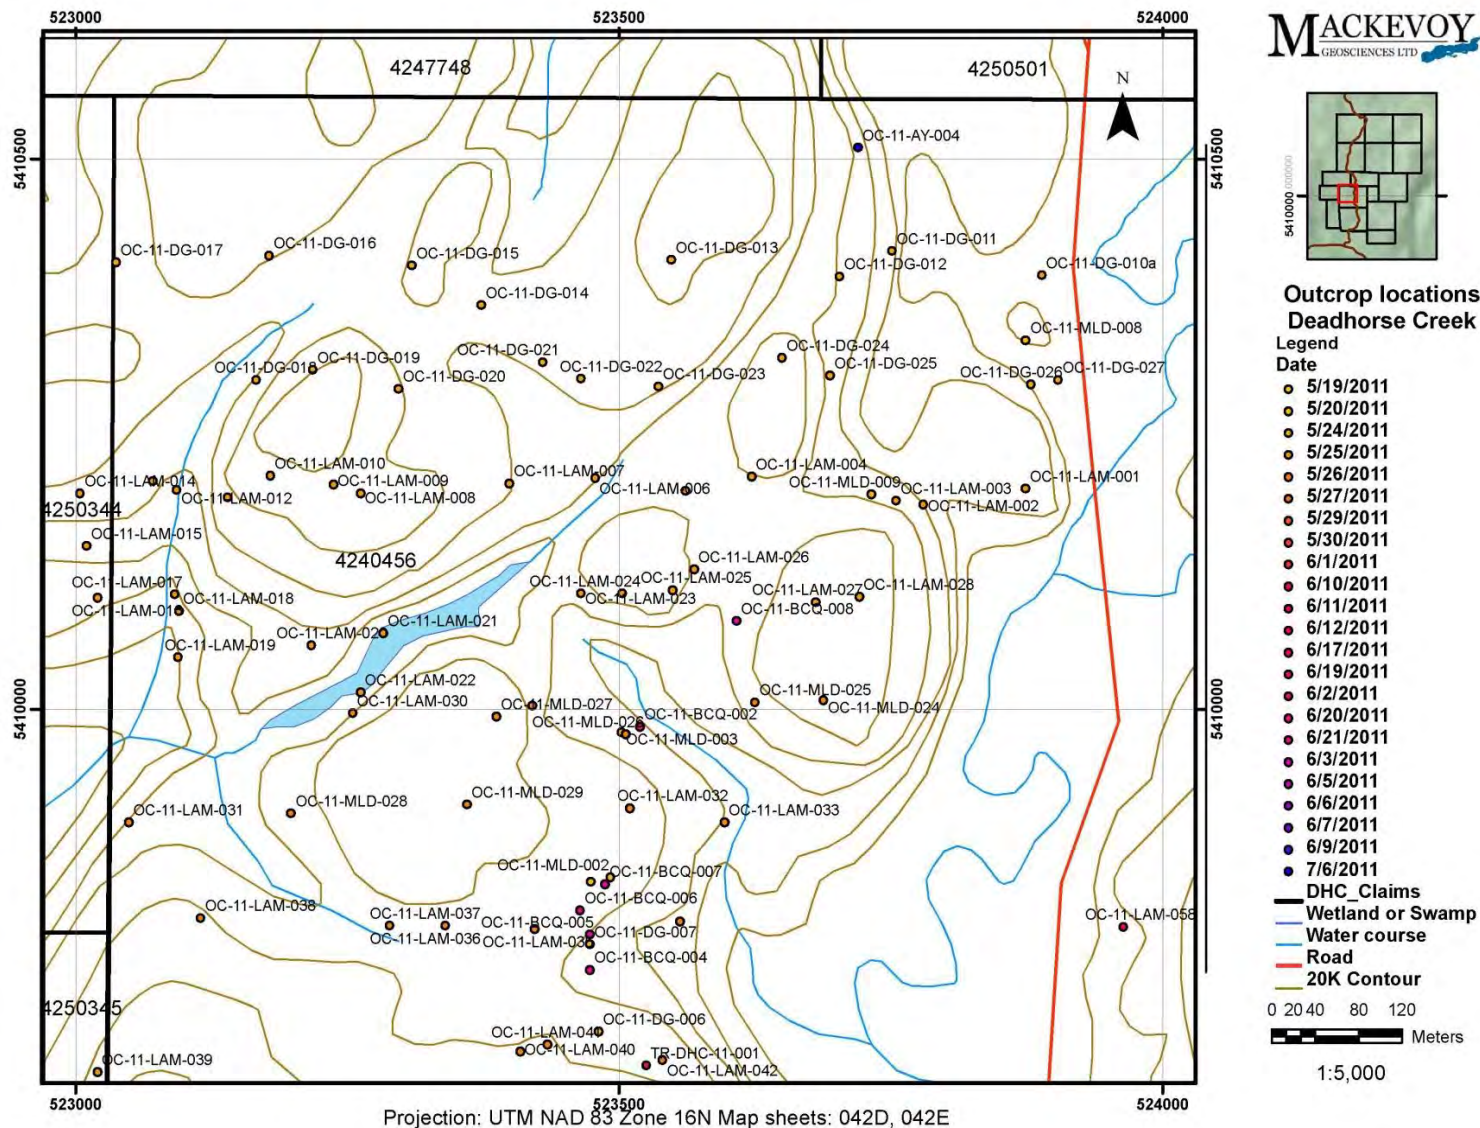 523000
523500
524000
MACKEVOY
GEOSCIENCES LTD
4247748
4250501
N
5410500
5410500
OC-11-AY-004
OC-11-DG-017
OC-11-DG-016
OC-11-DG-015
OC-11-DG-013
OC-11-DG-011
OC-11-DG-012
OC-11-DG-010a
5410000
OC-11-DG-014
Outcrop locations
Deadhorse Creek
OC-11-MLD-008
Legend
Date
OC-11-DG-018
OC-11-DG-019
OC-11-DG-020
OC-11-DG-021
OC-11-DG-022
OC-11-DG-023
OC-11-DG-024
OC-11-DG-025
OC-11-DG-026
OC-11-DG-027
5/19/2011
5/20/2011
5/24/2011
5/25/2011
5/26/2011
5/27/2011
5/29/2011
5/30/2011
6/1/2011
6/10/2011
6/11/2011
6/12/2011
6/17/2011
6/19/2011
6/2/2011
6/20/2011
6/21/2011
6/3/2011
6/5/2011
6/6/2011
6/7/2011
6/9/2011
7/6/2011
DHC_Claims
Wetland or Swamp
Water course
Road
20K Contour
0 20 40 80 120
Meters
1:5,000
OC-11-LAM-014
OC-11-LAM-012
OC-11-LAM-010
OC-11-LAM-009
OC-11-LAM-008
OC-11-LAM-007
OC-11-LAM-006
OC-11-LAM-004
OC-11-MLD-009
OC-11-LAM-003
OC-11-LAM-002
OC-11-LAM-001
4250344
OC-11-LAM-015
4240456
OC-11-LAM-017
OC-11-LAM-018
OC-11-LAM-019
OC-11-LAM-021
OC-11-LAM-022
OC-11-LAM-030
OC-11-LAM-024
OC-11-LAM-023
OC-11-LAM-025
OC-11-LAM-026
OC-11-LAM-027
OC-11-LAM-028
OC-11-BCQ-008
5410000
5410000
OC-11-MLD-027
OC-11-MLD-026
OC-11-BCQ-002
OC-11-MLD-003
OC-11-MLD-025
OC-11-MLD-024
OC-11-LAM-031
OC-11-MLD-028
OC-11-MLD-029
OC-11-LAM-032
OC-11-LAM-033
OC-11-MLD-002
OC-11-BCQ-007
OC-11-BCQ-006
OC-11-LAM-038
OC-11-LAM-037
OC-11-LAM-036
OC-11-BCQ-005
OC-11-DG-007
OC-11-BCQ-004
OC-11-LAM-058
4250345
OC-11-DG-006
OC-11-LAM-040
OC-11-LAM-039
TR-DHC-11-001
OC-11-LAM-042
523000
523500
524000
Projection: UTM NAD 83 Zone 16N Map sheets: 042D, 042E